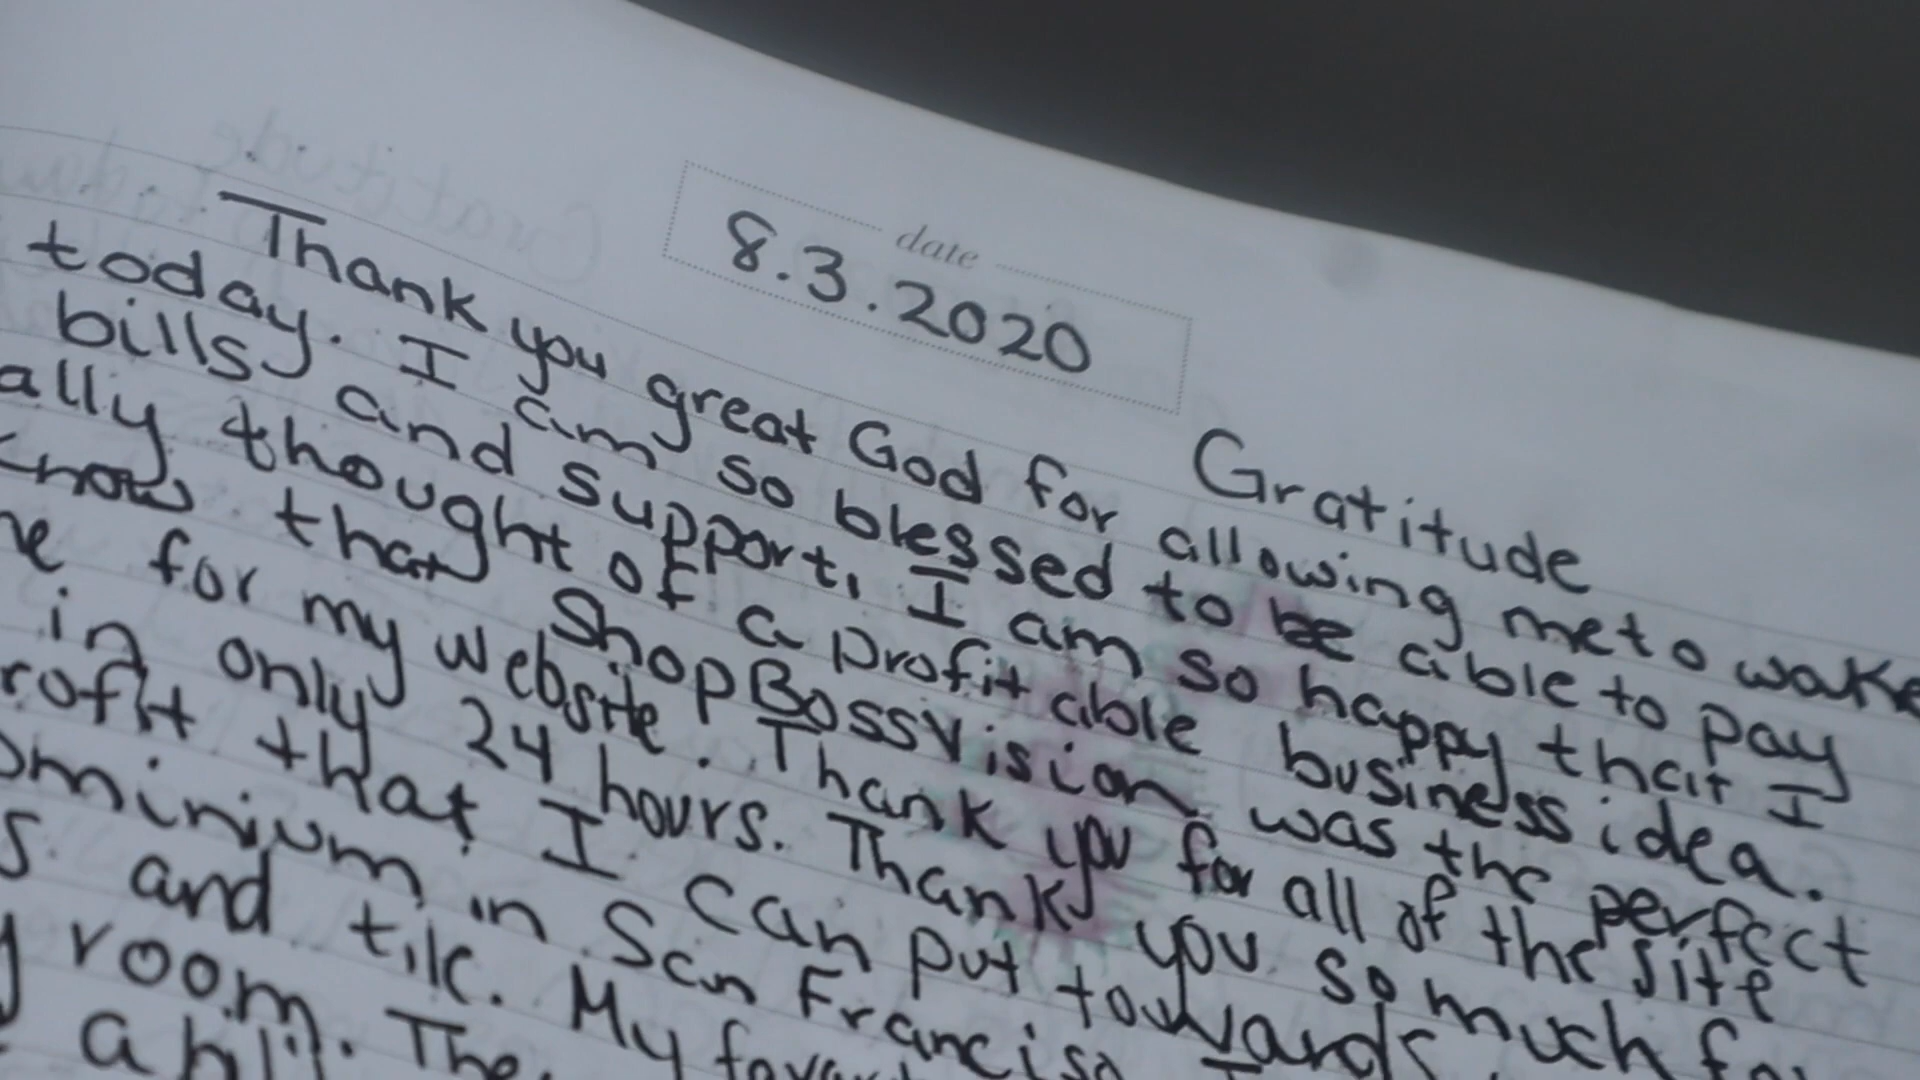 date
8.3.2020
Gratitude
Thank you great God for allowing me to wake
today. I am so blessed to be able to pay
bills and support. I am so happy that I
ally thought of a profitable business idea.
know that ShopBossVision was the perfect
for my website. Thank you for all of the site
in only 24 hours. Thank you so much for
rofit that I can put towards
ominium in San Francisco
and tile. My
room. The